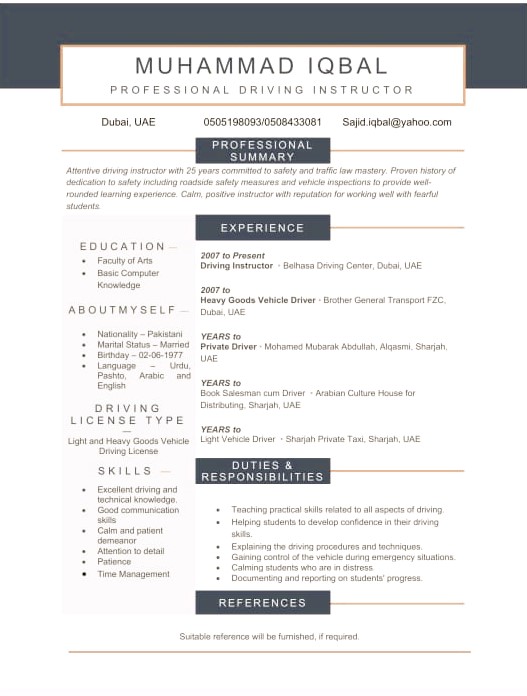 MUHAMMAD IQBAL
PROFESSIONAL DRIVING INSTRUCTOR
Dubai, UAE 0505198093/0508433081 Sajid.iqbal@yahoo.com
PROFESSIONAL
SUMMARY
Attentive driving instructor with 25 years committed to safety and traffic law mastery. Proven history of
dedication to safety including roadside safety measures and vehicle inspections to provide well-
rounded learning experience. Calm, positive instructor with reputation for working well with fearful
students.
EDUCATION
• Faculty of Arts
• Basic Computer
Knowledge
ABOUTMYSELF
• Nationality – Pakistani
• Marital Status – Married
• Birthday – 02-06-1977
• Language – Urdu,
Pashto, Arabic and
English
DRIVING
LICENSE TYPE
Light and Heavy Goods Vehicle
Driving License
SKILLS
• Excellent driving and
technical knowledge.
• Good communication
skills
• Calm and patient
demeanor
• Attention to detail
• Patience
• Time Management
EXPERIENCE
2007 to Present
Driving Instructor · Belhasa Driving Center, Dubai, UAE
2007 to
Heavy Goods Vehicle Driver · Brother General Transport FZC,
Dubai, UAE
YEARS to
Private Driver · Mohamed Mubarak Abdullah, Alqasmi, Sharjah.
UAE
YEARS to
Book Salesman cum Driver · Arabian Culture House for
Distributing, Sharjah, UAE
YEARS to
Light Vehicle Driver · Sharjah Private Taxi, Sharjah, UAE
DUTIES &
RESPONSIBILITIES
• Teaching practical skills related to all aspects of driving.
• Helping students to develop confidence in their driving
skills.
• Explaining the driving procedures and techniques.
• Gaining control of the vehicle during emergency situations.
• Calming students who are in distress
• Documenting and reporting on students' progress.
REFERENCES
Suitable reference will be furnished, if required.